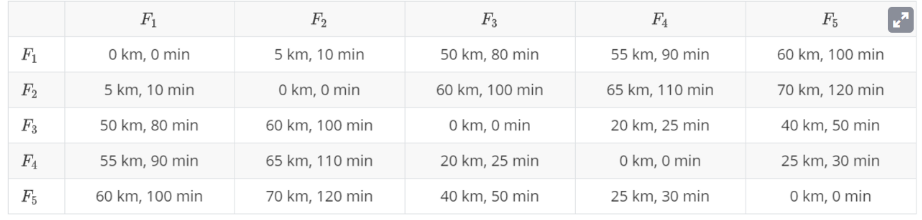 F₁ F₂ F₃ F₄ F₅
F₁ 0 km, 0 min 5 km, 10 min 50 km, 80 min 55 km, 90 min 60 km, 100 min
F₂ 5 km, 10 min 0 km, 0 min 60 km, 100 min 65 km, 110 min 70 km, 120 min
F₃ 50 km, 80 min 60 km, 100 min 0 km, 0 min 20 km, 25 min 40 km, 50 min
F₄ 55 km, 90 min 65 km, 110 min 20 km, 25 min 0 km, 0 min 25 km, 30 min
F₅ 60 km, 100 min 70 km, 120 min 40 km, 50 min 25 km, 30 min 0 km, 0 min